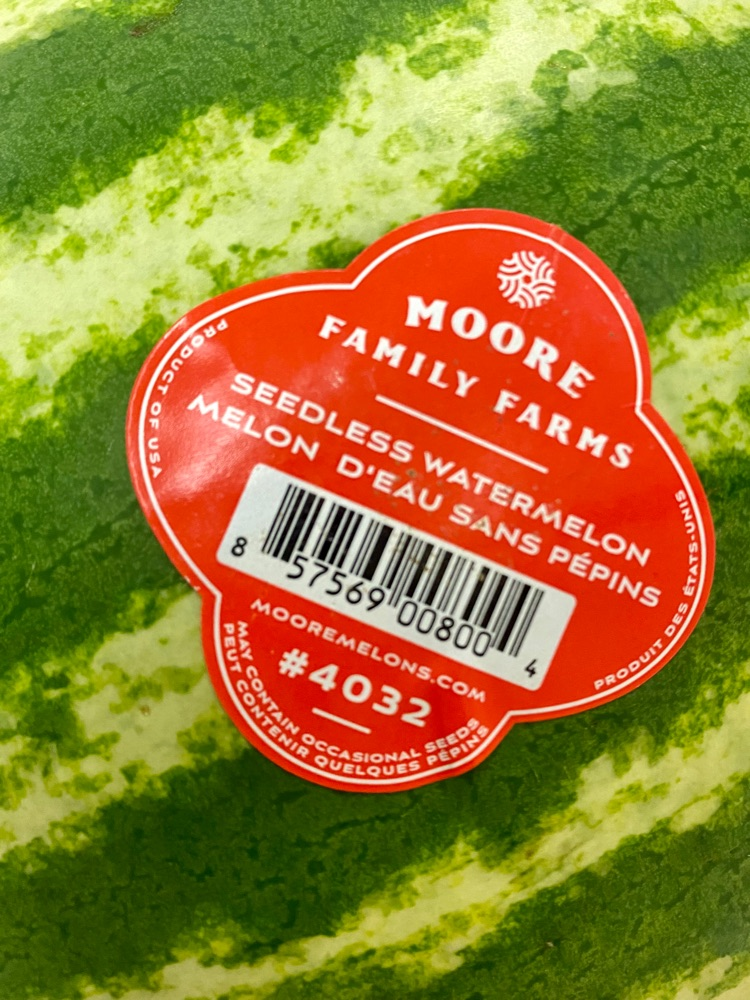 MOORE
FAMILY FARMS
SEEDLESS WATERMELON
MELON D'EAU SANS PÉPINS
PRODUCT OF USA
PRODUIT DES ÉTATS-UNIS
8 57569 00800 4
MOOREMELONS.COM
#4032
MAY CONTAIN OCCASIONAL SEEDS
PEUT CONTENIR QUELQUES PÉPINS